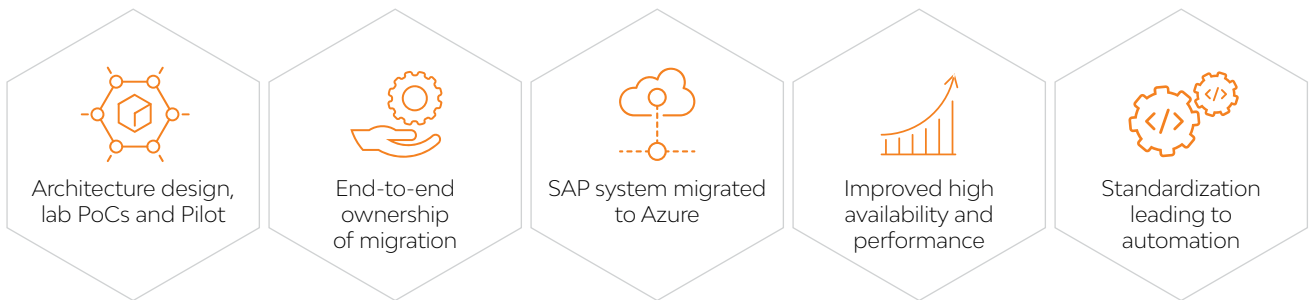 Architecture design,
lab PoCs and Pilot
End-to-end
ownership
of migration
SAP system migrated
to Azure
Improved high
availability and
performance
Standardization
leading to
automation